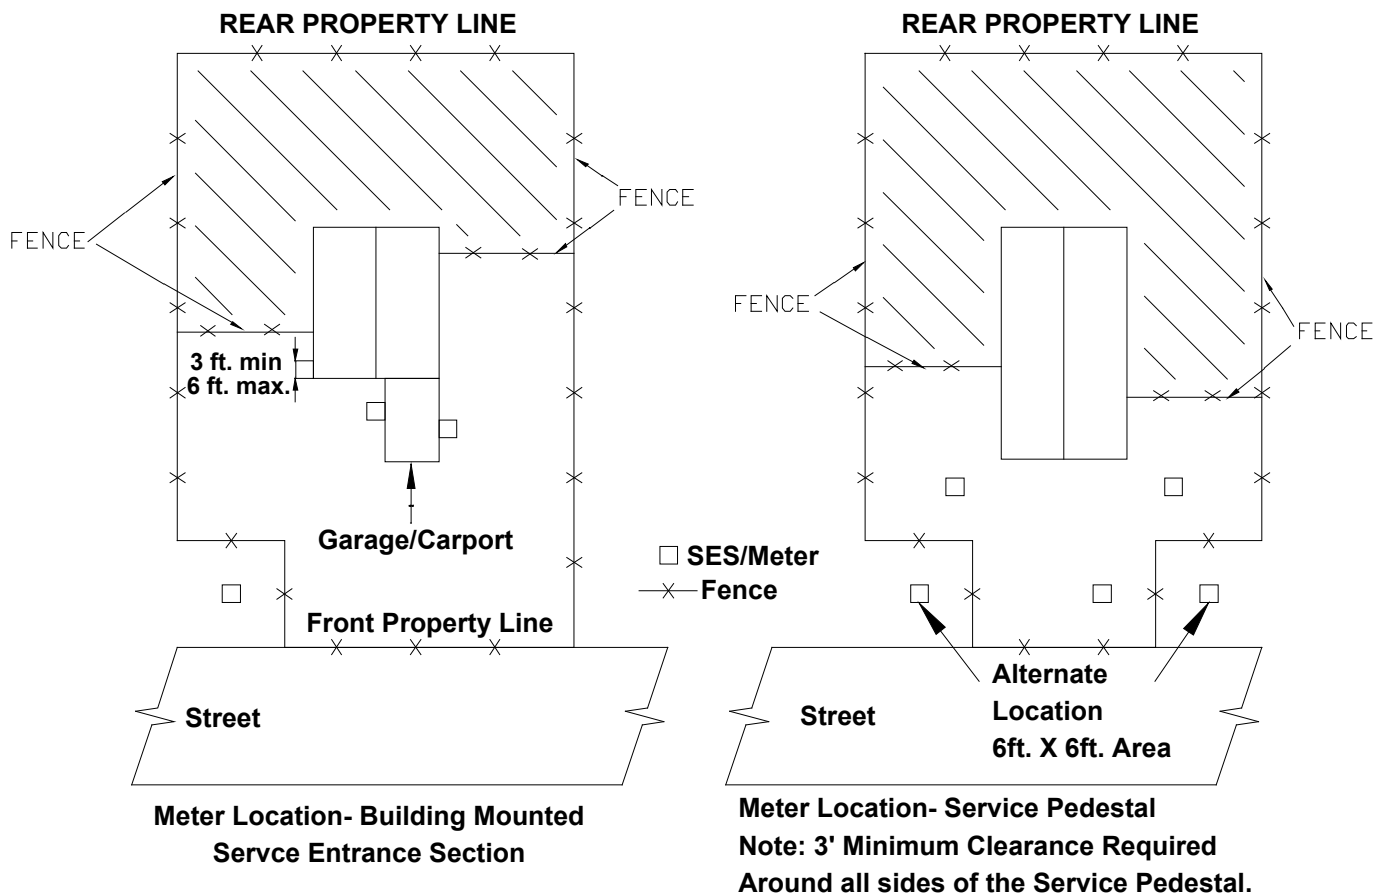 REAR PROPERTY LINE
FENCE
FENCE
3 ft. min
6 ft. max.
Garage/Carport
Front Property Line
Street
Meter Location- Building Mounted
Servce Entrance Section
SES/Meter
Fence
REAR PROPERTY LINE
FENCE
FENCE
Alternate
Location
6ft. X 6ft. Area
Street
Meter Location- Service Pedestal
Note: 3' Minimum Clearance Required
Around all sides of the Service Pedestal.